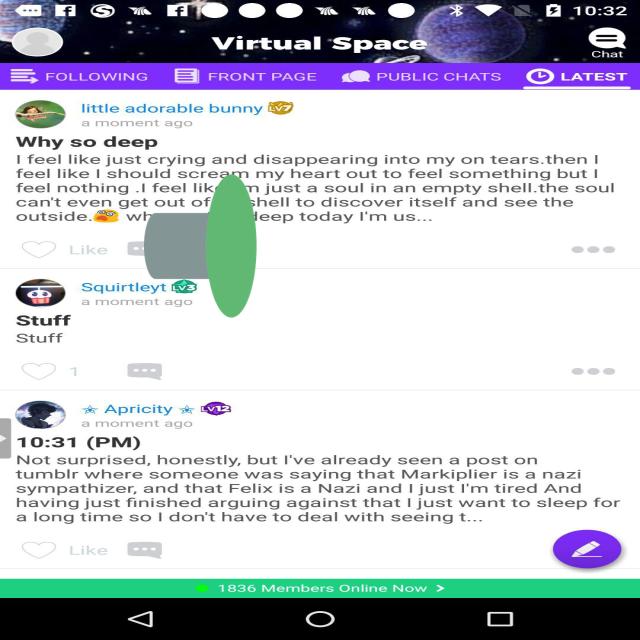 10:32
Virtual Space
Chat
FOLLOWING FRONT PAGE PUBLIC CHATS LATEST
little adorable bunny LV7
a moment ago
Why so deep
I feel like just crying and disappearing into my on tears.then I
feel like I should scream my heart out to feel something but I
feel nothing .I feel like just a soul in an empty shell.the soul
can't even get out of shell to discover itself and see the
outside. deep today I'm us...
Like
Squirtleyt LV3
a moment ago
Stuff
Stuff
1
Apricity LV12
a moment ago
10:31 (PM)
Not surprised, honestly, but I've already seen a post on
tumblr where someone was saying that Markiplier is a nazi
sympathizer, and that Felix is a Nazi and I just I'm tired And
having just finished arguing against that I just want to sleep for
a long time so I don't have to deal with seeing t...
Like
1836 Members Online Now >